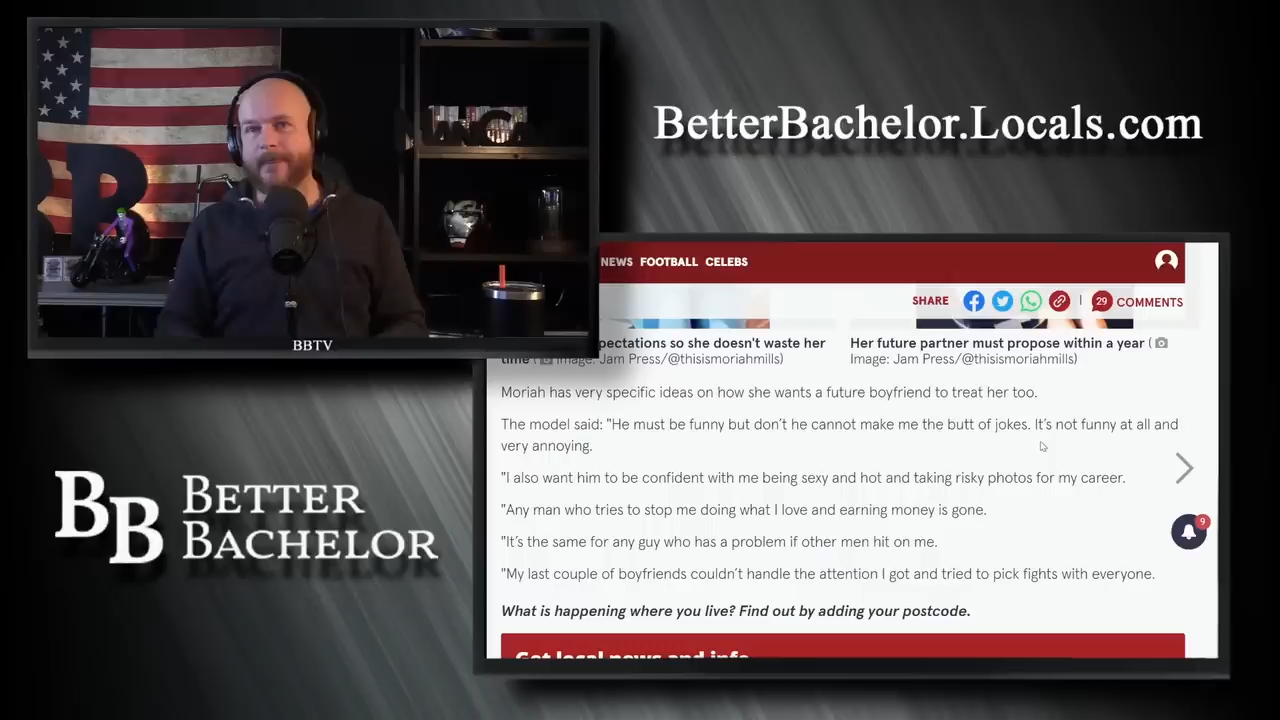 BetterBachelor.Locals.com
BBTV
BB BETTER
BACHELOR
NEWS FOOTBALL CELEBS
SHARE | 29 COMMENTS
so she doesn't waste her
Image: Jam Press/@thisismoriahmills)
Her future partner must propose within a year (
Image: Jam Press/@thisismoriahmills)
Moriah has very specific ideas on how she wants a future boyfriend to treat her too.
The model said: "He must be funny but don't he cannot make me the butt of jokes. It's not funny at all and
very annoying.
"I also want him to be confident with me being sexy and hot and taking risky photos for my career.
"Any man who tries to stop me doing what I love and earning money is gone.
"It's the same for any guy who has a problem if other men hit on me.
"My last couple of boyfriends couldn't handle the attention I got and tried to pick fights with everyone.
What is happening where you live? Find out by adding your postcode.
Get local news and info
9